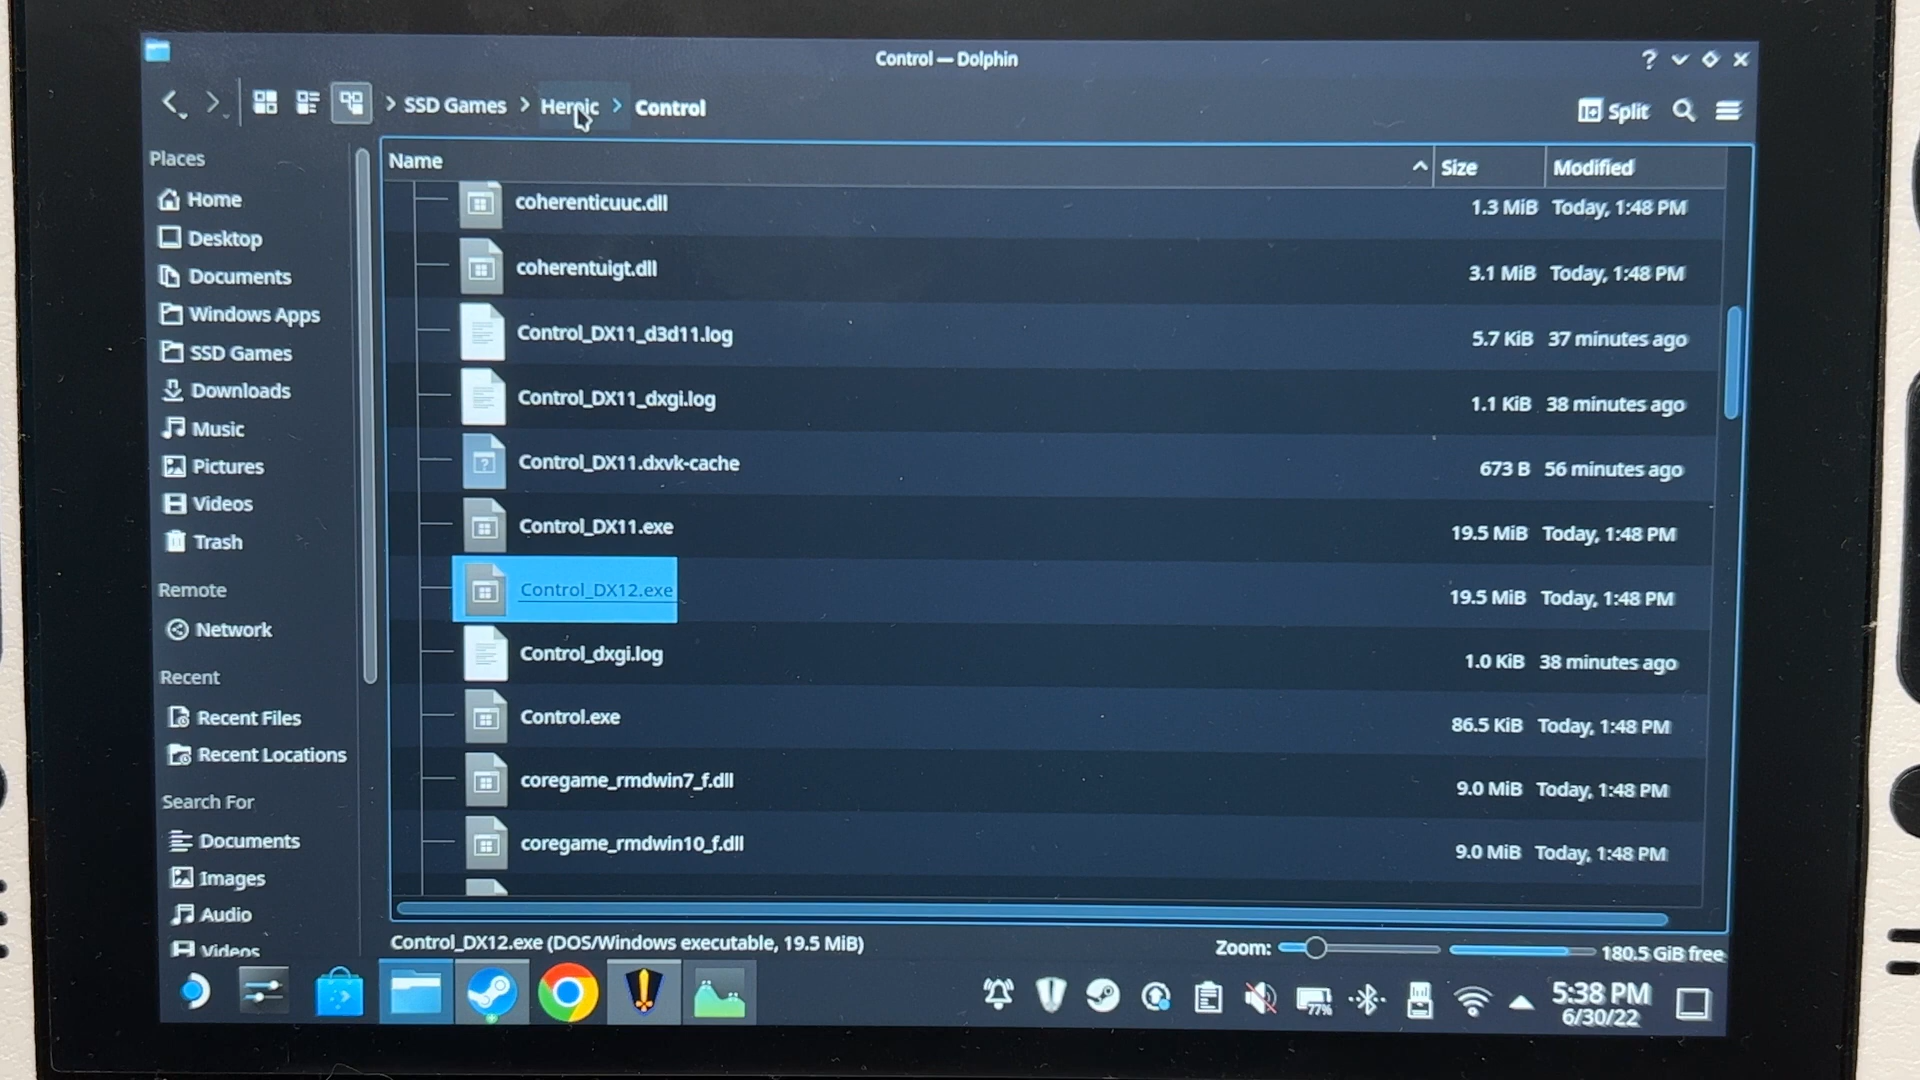 Control — Dolphin
?
SSD Games > Heroic > Control
Split
Places
Home
Desktop
Documents
Windows Apps
SSD Games
Downloads
Music
Pictures
Videos
Trash
Remote
Network
Recent
Recent Files
Recent Locations
Search For
Documents
Images
Audio
Videos
Name Size Modified
coherenticuuc.dll 1.3 MiB Today, 1:48 PM
coherentuigt.dll 3.1 MiB Today, 1:48 PM
Control_DX11_d3d11.log 5.7 KiB 37 minutes ago
Control_DX11_dxgi.log 1.1 KiB 38 minutes ago
Control_DX11.dxvk-cache 673 B 56 minutes ago
Control_DX11.exe 19.5 MiB Today, 1:48 PM
Control_DX12.exe 19.5 MiB Today, 1:48 PM
Control_dxgi.log 1.0 KiB 38 minutes ago
Control.exe 86.5 KiB Today, 1:48 PM
coregame_rmdwin7_f.dll 9.0 MiB Today, 1:48 PM
coregame_rmdwin10_f.dll 9.0 MiB Today, 1:48 PM
Control_DX12.exe (DOS/Windows executable, 19.5 MiB) Zoom: 180.5 GiB free
77%
5:38 PM
6/30/22